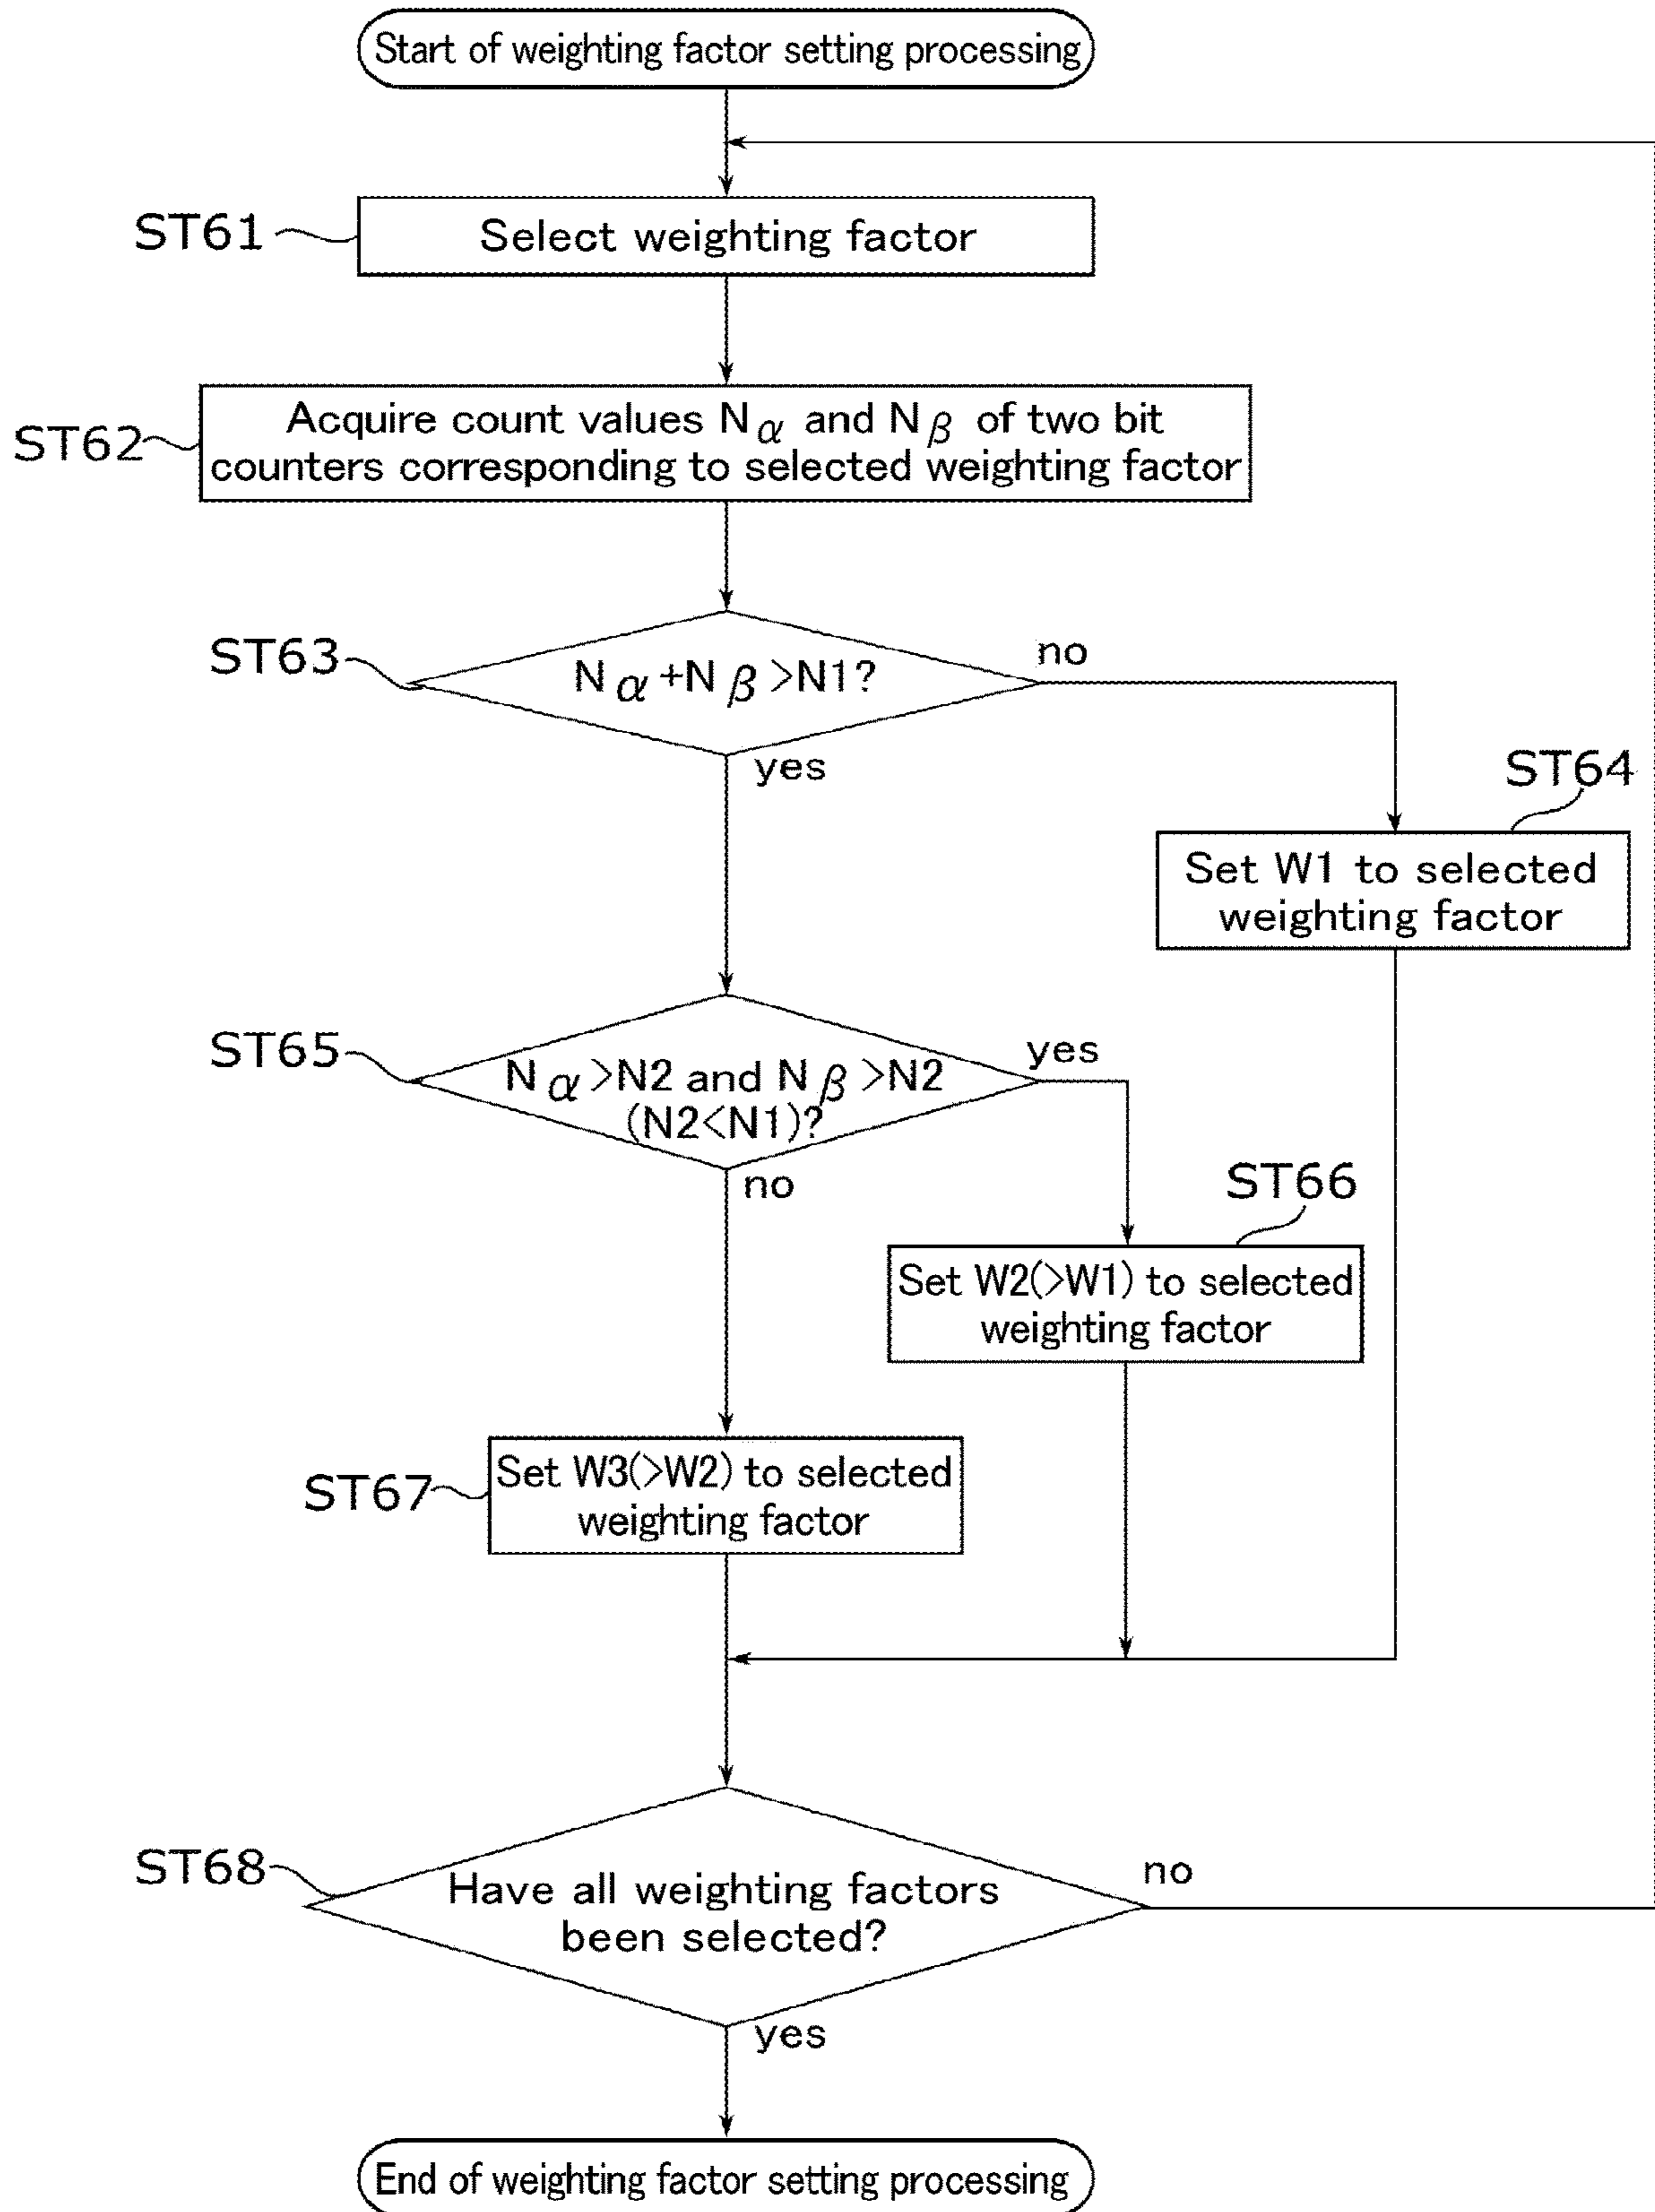 Start of weighting factor setting processing
ST61
Select weighting factor
ST62
Acquire count values Nα and Nβ of two bit
counters corresponding to selected weighting factor
ST63
Nα+Nβ>N1?
no
yes
ST64
Set W1 to selected
weighting factor
ST65
Nα>N2 and Nβ>N2
(N2<N1)?
yes
no
ST66
Set W2(>W1) to selected
weighting factor
ST67
Set W3(>W2) to selected
weighting factor
ST68
Have all weighting factors
been selected?
no
yes
End of weighting factor setting processing